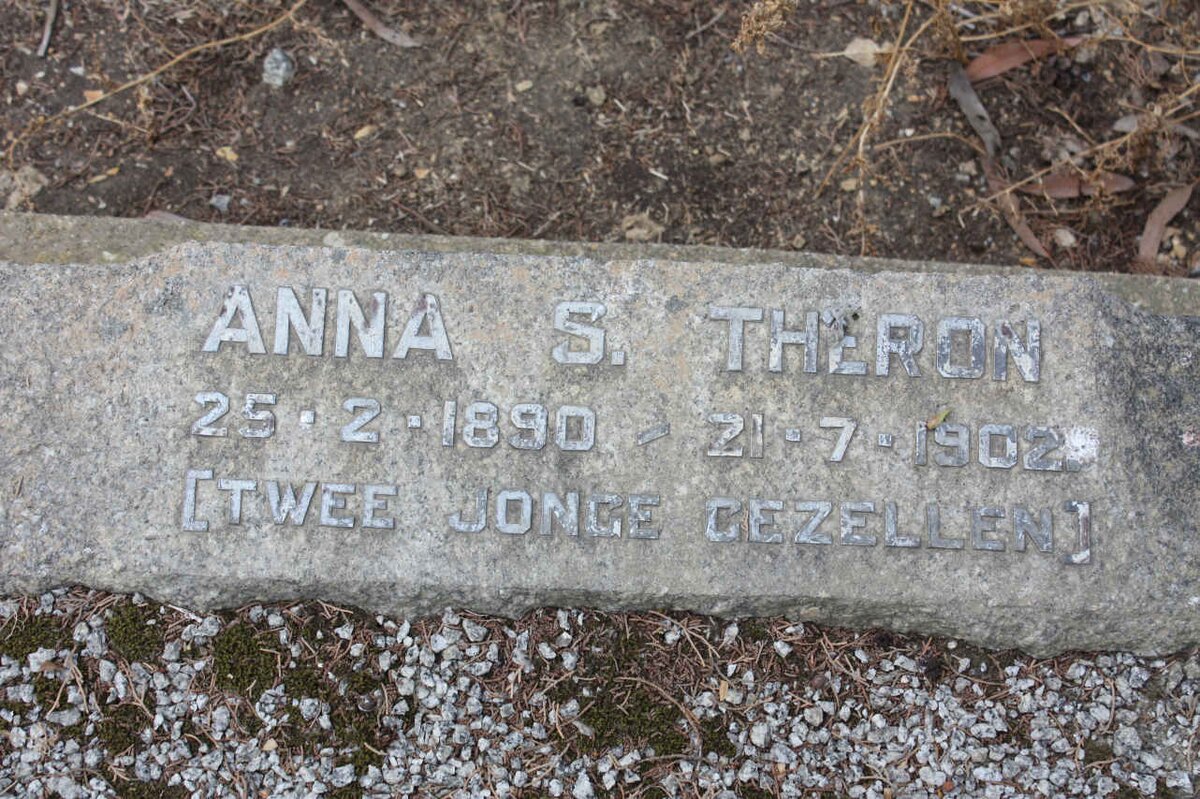 ANNA S. THERON
25·2·1890 - 21·7·1902.
[TWEE JONGE GEZELLEN]